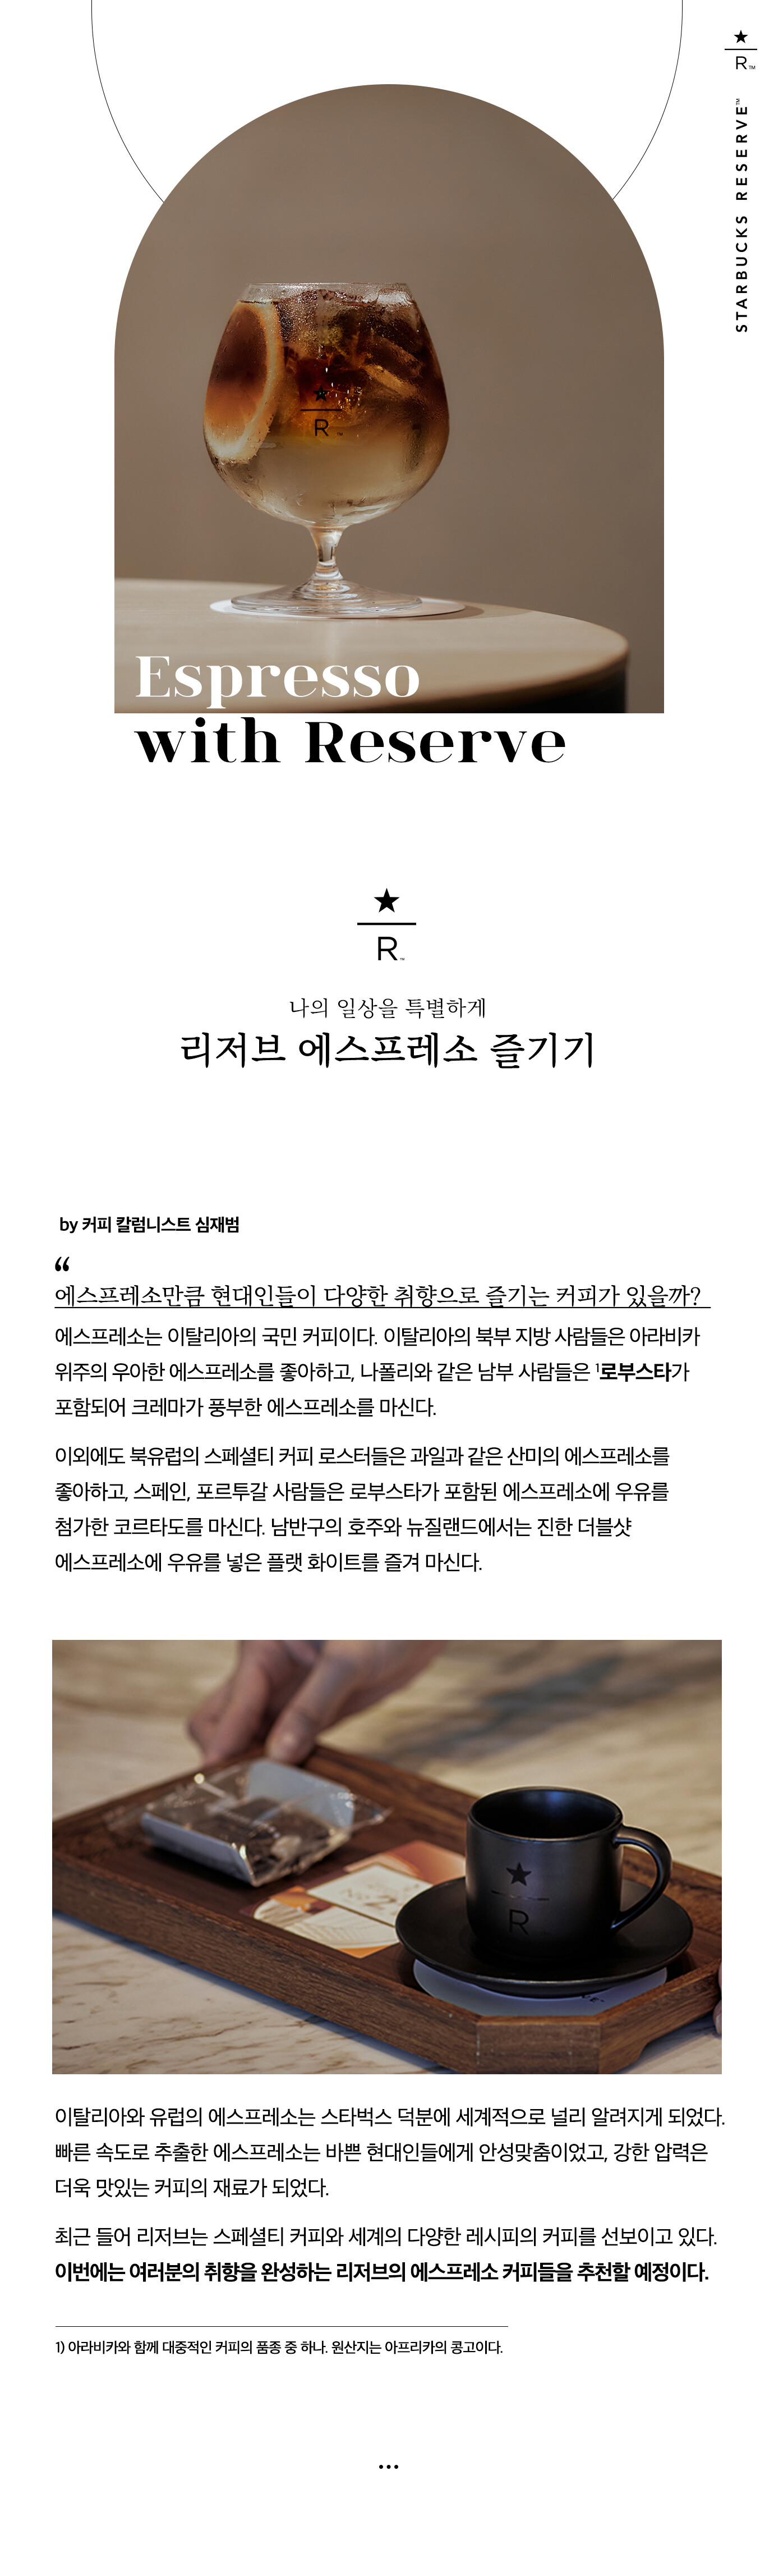 R™
STARBUCKS RESERVE™
R™
Espresso
with Reserve
R™
나의 일상을 특별하게
리저브 에스프레소 즐기기
by 커피 칼럼니스트 심재범
“
에스프레소만큼 현대인들이 다양한 취향으로 즐기는 커피가 있을까?
에스프레소는 이탈리아의 국민 커피이다. 이탈리아의 북부 지방 사람들은 아라비카
위주의 우아한 에스프레소를 좋아하고, 나폴리와 같은 남부 사람들은 ¹로부스타가
포함되어 크레마가 풍부한 에스프레소를 마신다.
이외에도 북유럽의 스페셜티 커피 로스터들은 과일과 같은 산미의 에스프레소를
좋아하고, 스페인, 포르투갈 사람들은 로부스타가 포함된 에스프레소에 우유를
첨가한 코르타도를 마신다. 남반구의 호주와 뉴질랜드에서는 진한 더블샷
에스프레소에 우유를 넣은 플랫 화이트를 즐겨 마신다.
R
이탈리아와 유럽의 에스프레소는 스타벅스 덕분에 세계적으로 널리 알려지게 되었다.
빠른 속도로 추출한 에스프레소는 바쁜 현대인들에게 안성맞춤이었고, 강한 압력은
더욱 맛있는 커피의 재료가 되었다.
최근 들어 리저브는 스페셜티 커피와 세계의 다양한 레시피의 커피를 선보이고 있다.
이번에는 여러분의 취향을 완성하는 리저브의 에스프레소 커피들을 추천할 예정이다.
1) 아라비카와 함께 대중적인 커피의 품종 중 하나. 원산지는 아프리카의 콩고이다.
...